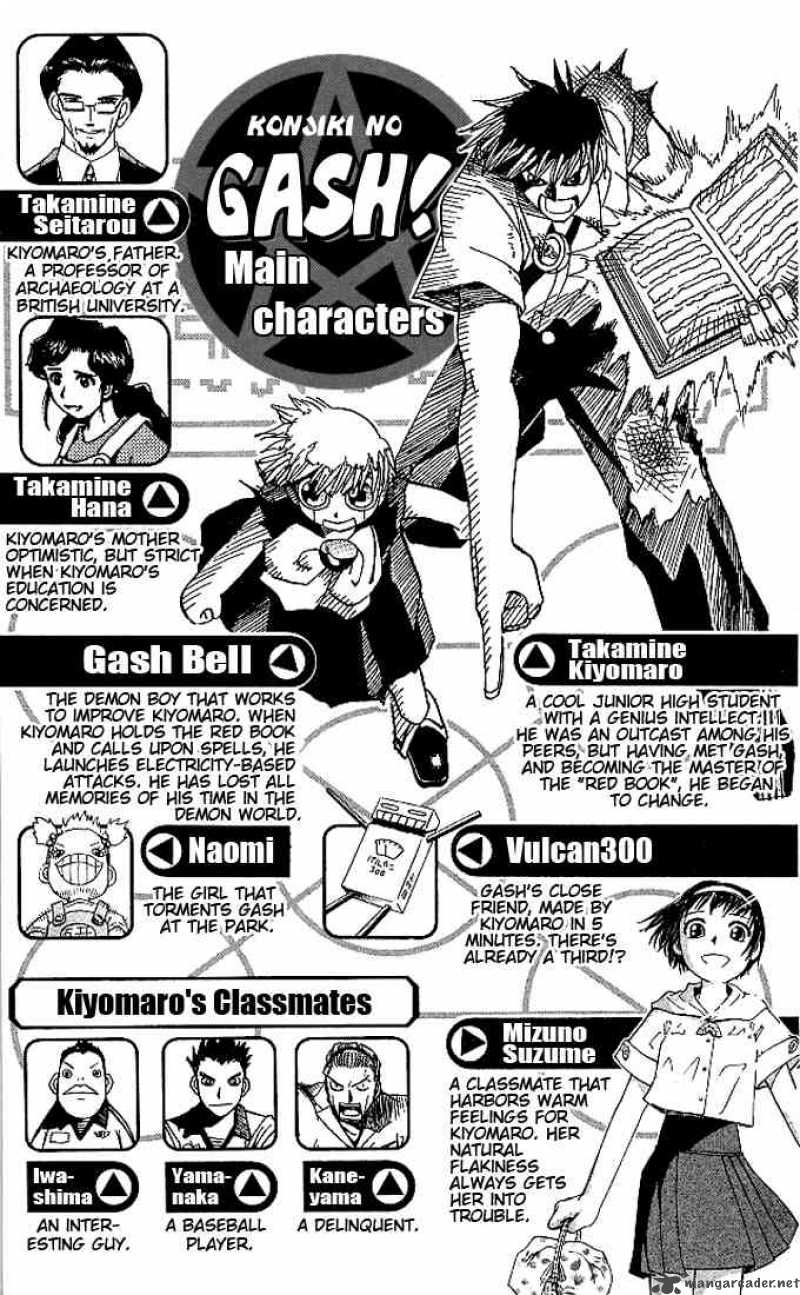 KONJIKI NO
GASH!
Main
characters
Takamine
Seitarou
KIYOMARO'S FATHER.
A PROFESSOR OF
ARCHAEOLOGY AT A
BRITISH UNIVERSITY.
Takamine
Hana
KIYOMARO'S MOTHER
OPTIMISTIC, BUT STRICT
WHEN KIYOMARO'S
EDUCATION IS
CONCERNED.
Gash Bell
THE DEMON BOY THAT WORKS
TO IMPROVE KIYOMARO. WHEN
KIYOMARO HOLDS THE RED BOOK
AND CALLS UPON SPELLS, HE
LAUNCHES ELECTRICITY-BASED
ATTACKS. HE HAS LOST ALL
MEMORIES OF HIS TIME IN THE
DEMON WORLD.
Takamine
Kiyomaro
A COOL JUNIOR HIGH STUDENT
WITH A GENIUS INTELLECT.
HE WAS AN OUTCAST AMONG HIS
PEERS, BUT HAVING MET GASH,
AND BECOMING THE MASTER OF
THE "RED BOOK", HE BEGAN
TO CHANGE.
Naomi
THE GIRL THAT
TORMENTS GASH
AT THE PARK.
Vulcan300
GASH'S CLOSE
FRIEND, MADE BY
KIYOMARO IN 5
MINUTES. THERE'S
ALREADY A THIRD!?
Kiyomaro's Classmates
Iwa-
shima
AN INTER-
ESTING GUY.
Yama-
naka
A BASEBALL
PLAYER.
Kane-
yama
A DELINQUENT.
Mizuno
Suzume
A CLASSMATE THAT
HARBORS WARM
FEELINGS FOR
KIYOMARO. HER
NATURAL
FLAKINESS
ALWAYS GETS
HER INTO
TROUBLE.
mangarcader.net